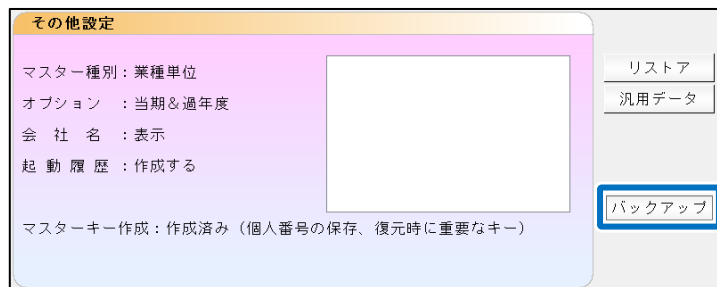 その他設定
マスター種別：業種単位
オプション　：当期＆過年度
会　社　名　：表示
起 動 履 歴 ：作成する
マスターキー作成：作成済み（個人番号の保存、復元時に重要なキー）
リストア
汎用データ
バックアップ